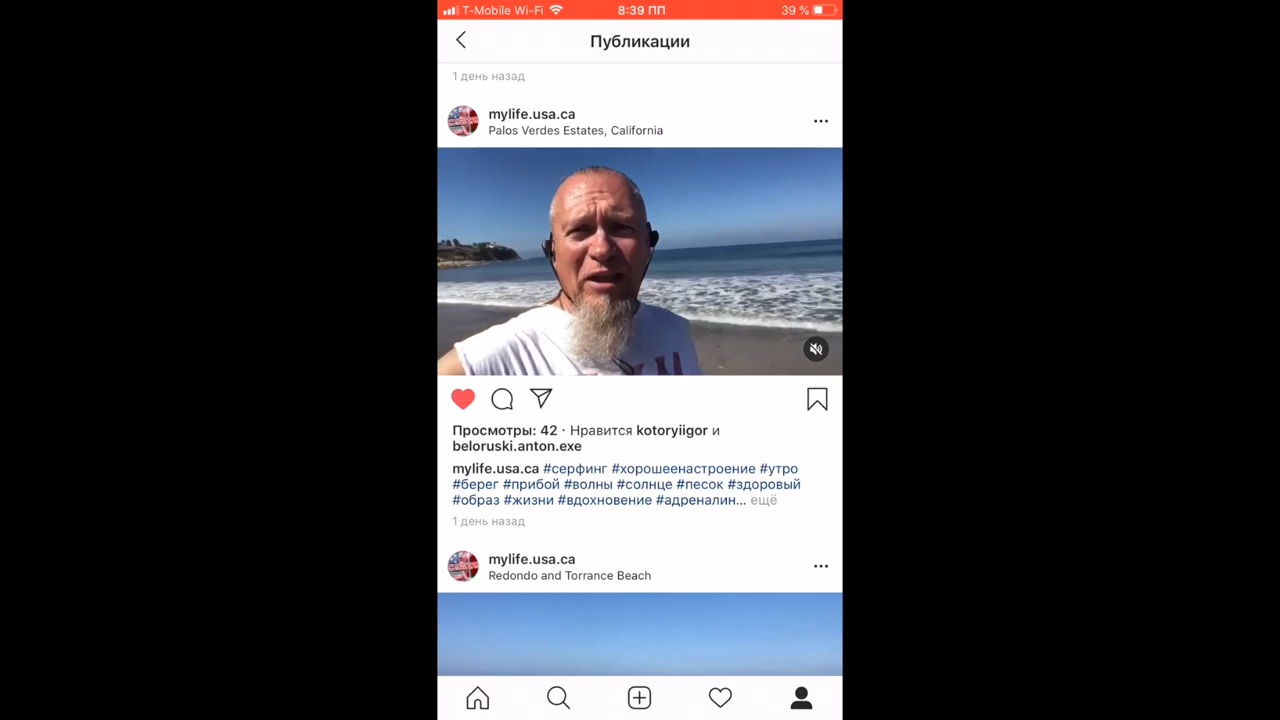 T-Mobile Wi-Fi 8:39 ПП 39 %
Публикации
1 день назад
mylife.usa.ca
Palos Verdes Estates, California
Просмотры: 42 · Нравится kotoryiigor и
beloruski.anton.exe
mylife.usa.ca #серфинг #хорошеенастроение #утро
#берег #прибой #волны #солнце #песок #здоровый
#образ #жизни #вдохновение #адреналин... ещё
1 день назад
mylife.usa.ca
Redondo and Torrance Beach